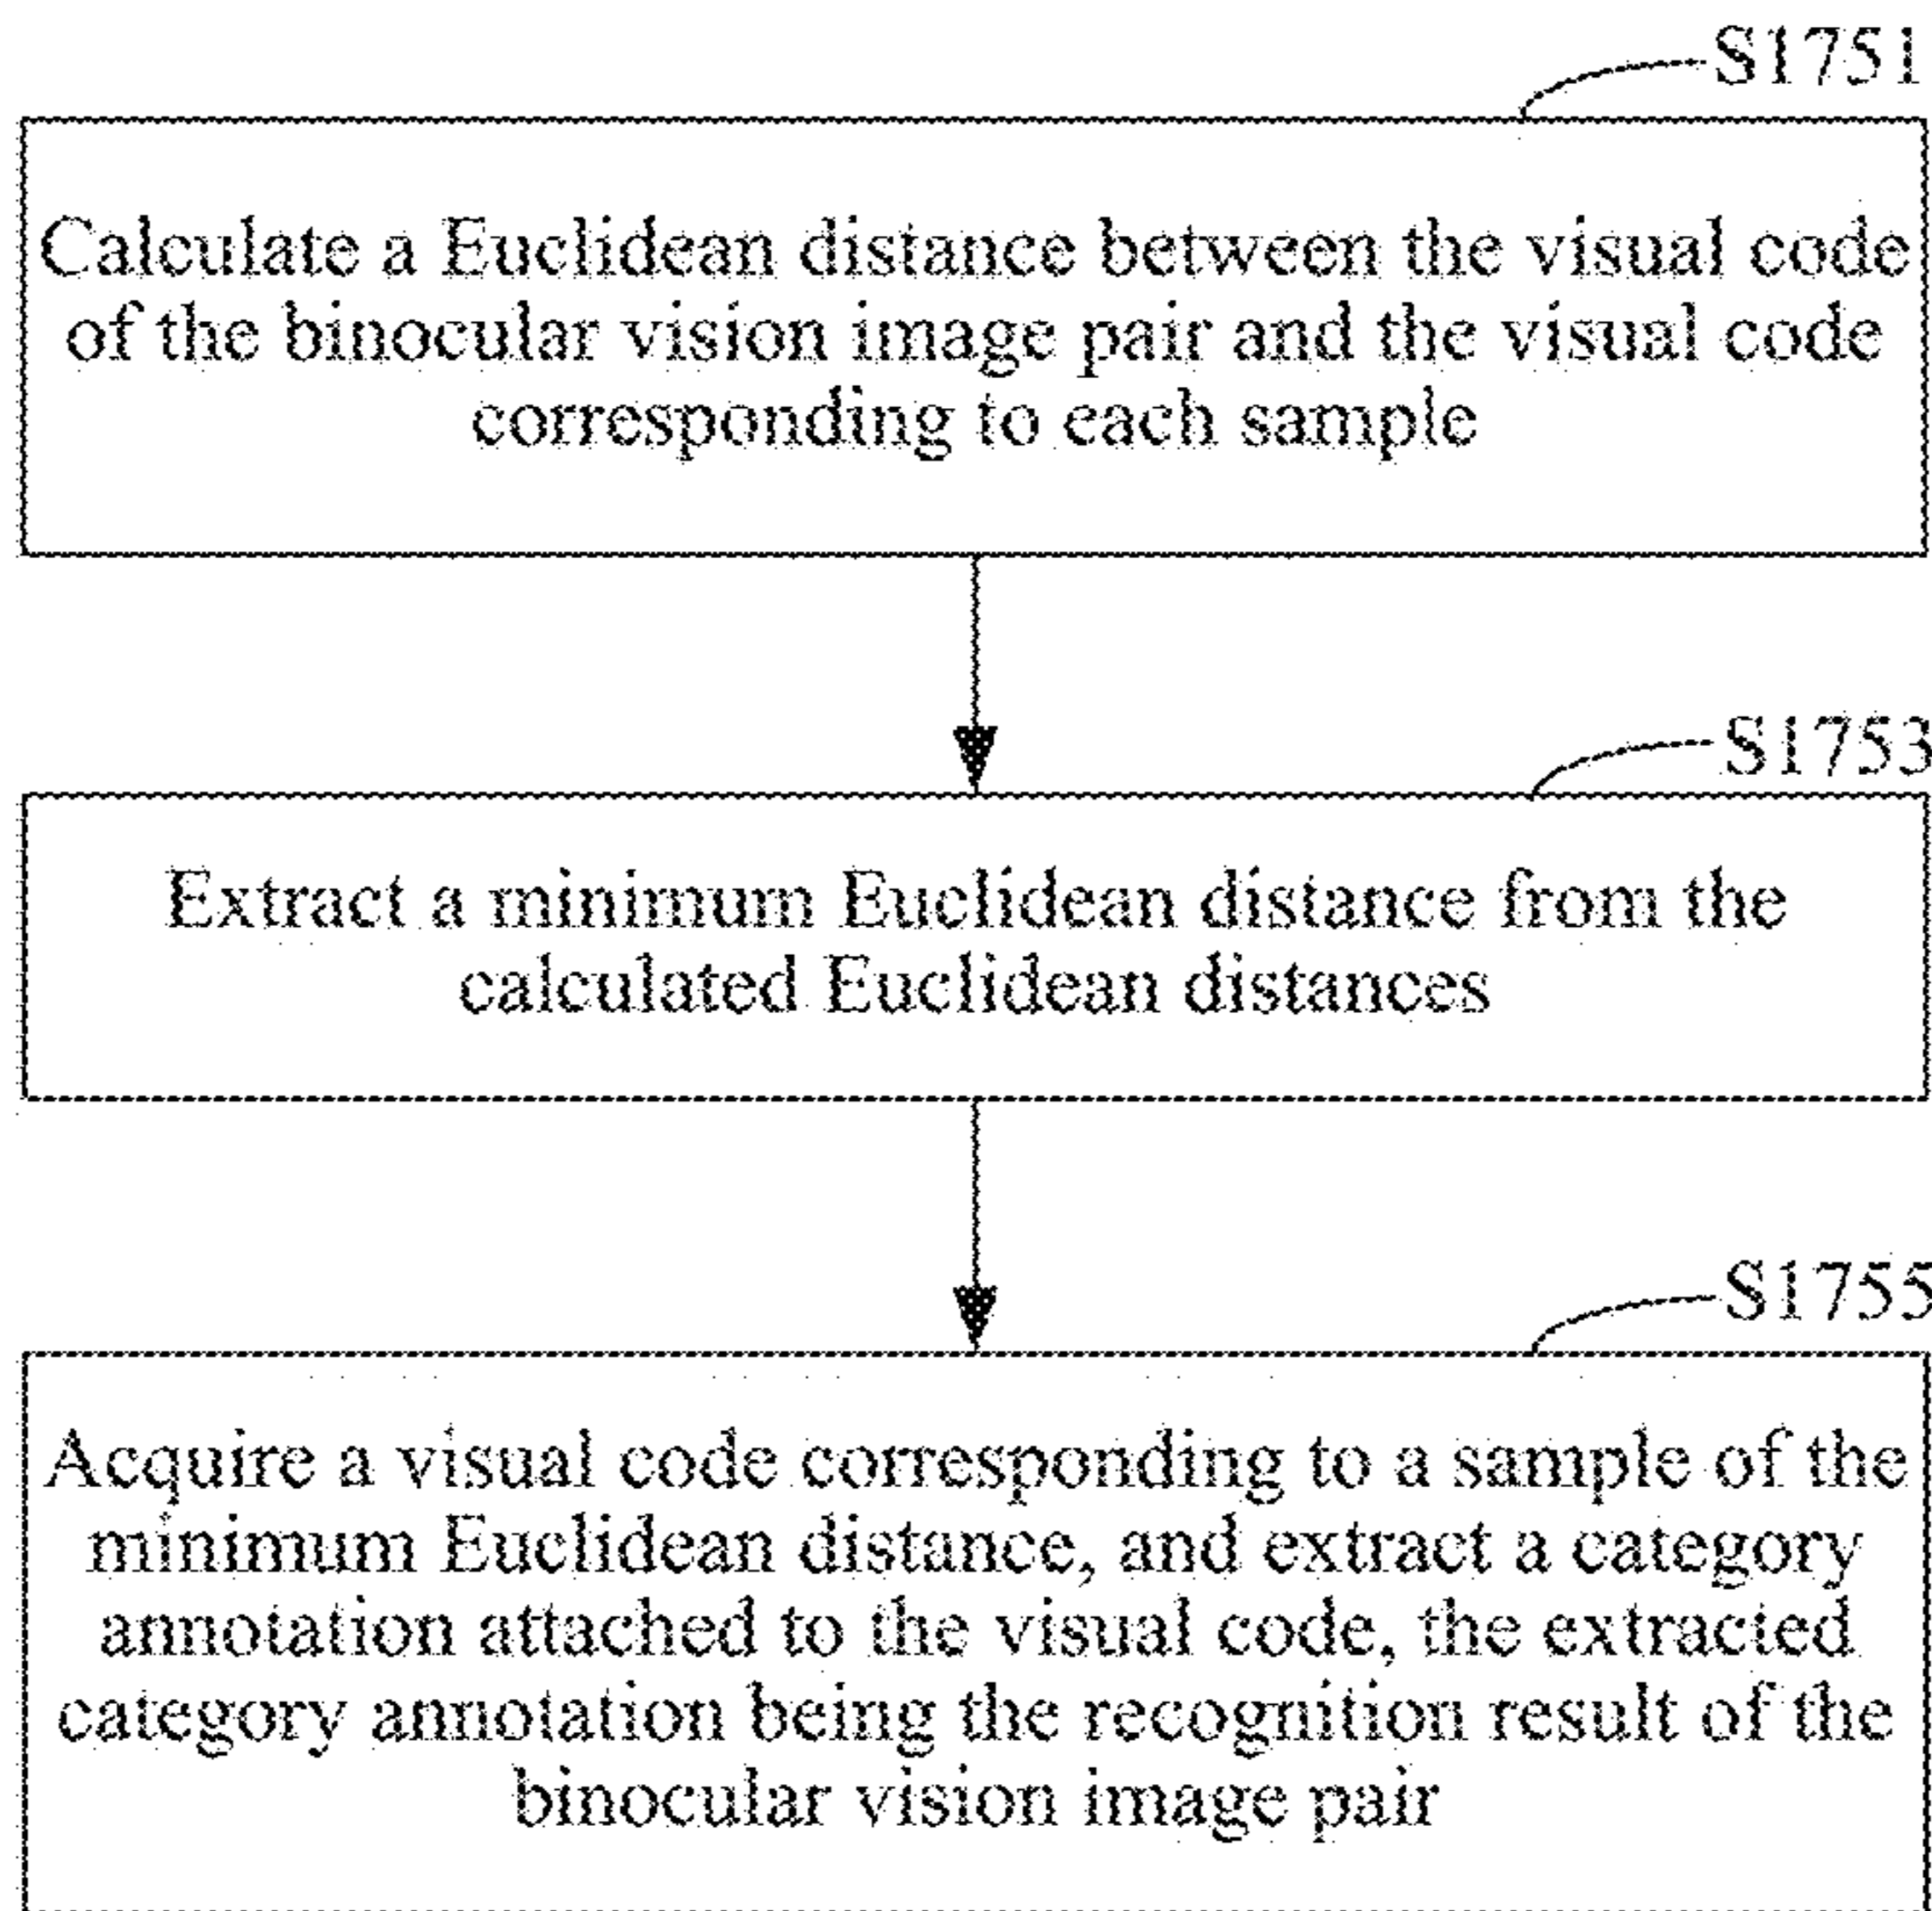 S1751
Calculate a Euclidean distance between the visual code
of the binocular vision image pair and the visual code
corresponding to each sample
S1753
Extract a minimum Euclidean distance from the
calculated Euclidean distances
S1755
Acquire a visual code corresponding to a sample of the
minimum Euclidean distance, and extract a category
annotation attached to the visual code, the extracted
category annotation being the recognition result of the
binocular vision image pair